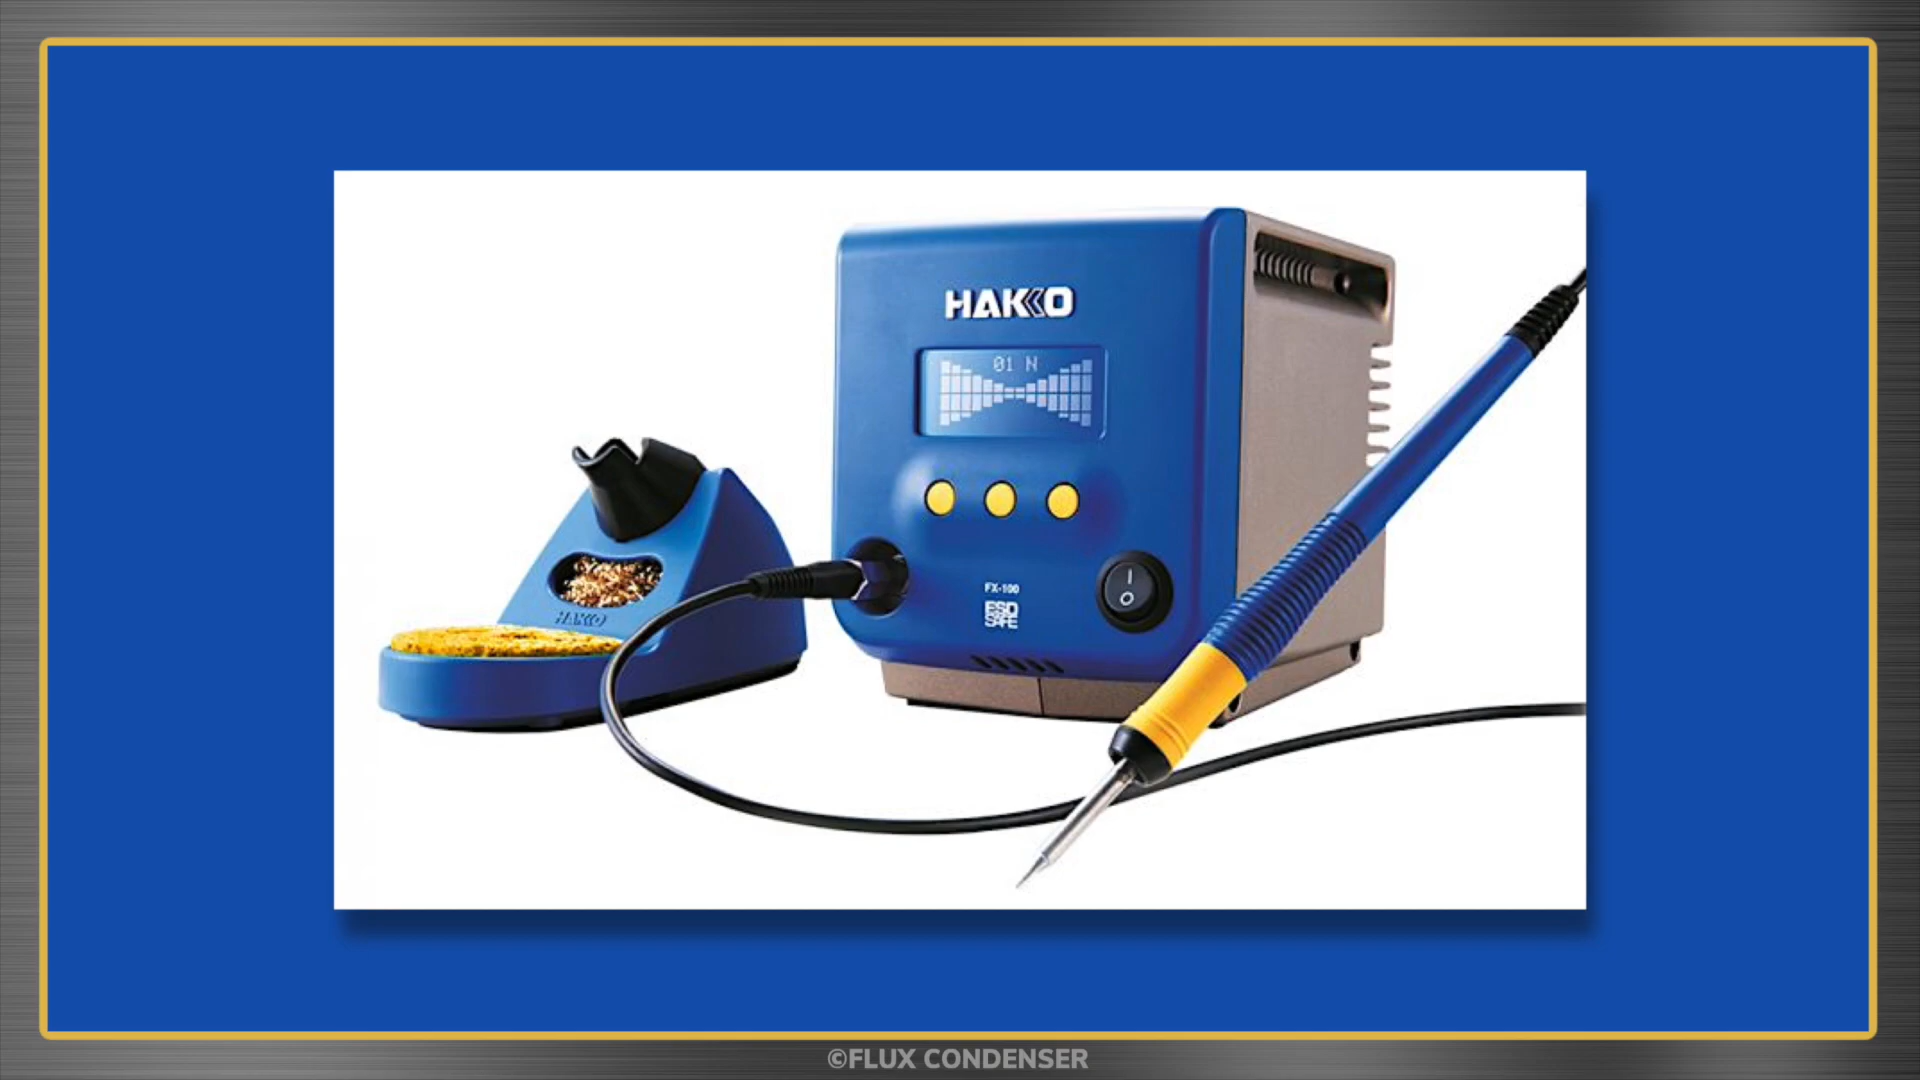 HAKKO
01 N
FX-100
ESD
SAFE
HAKKO
©FLUX CONDENSER